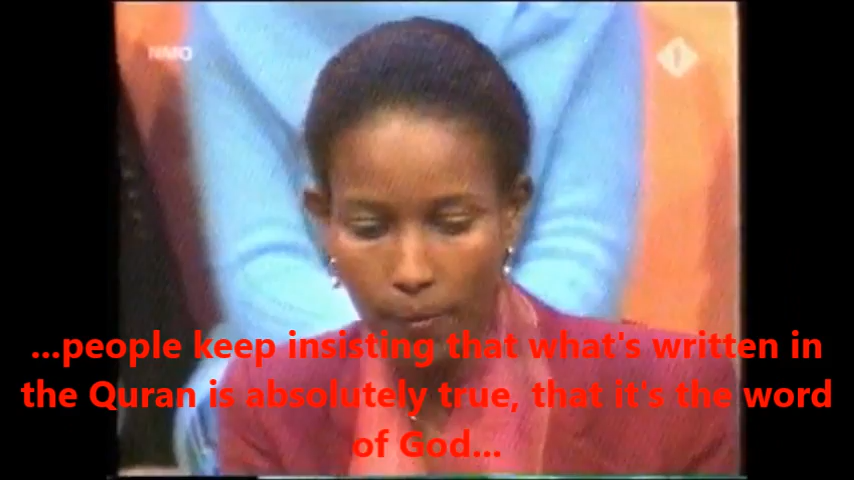 NMO
1
...people keep insisting that what's written in
the Quran is absolutely true, that it's the word
of God...